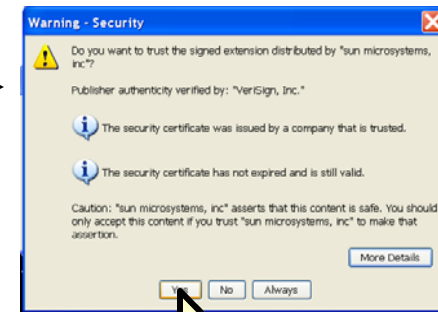 Warning - Security
Do you want to trust the signed extension distributed by "sun microsystems,
inc"?
Publisher authenticity verified by: "VeriSign, Inc."
The security certificate was issued by a company that is trusted.
The security certificate has not expired and is still valid.
Caution: "sun microsystems, inc" asserts that this content is safe. You should
only accept this content if you trust "sun microsystems, inc" to make that
assertion.
More Details
Yes No Always